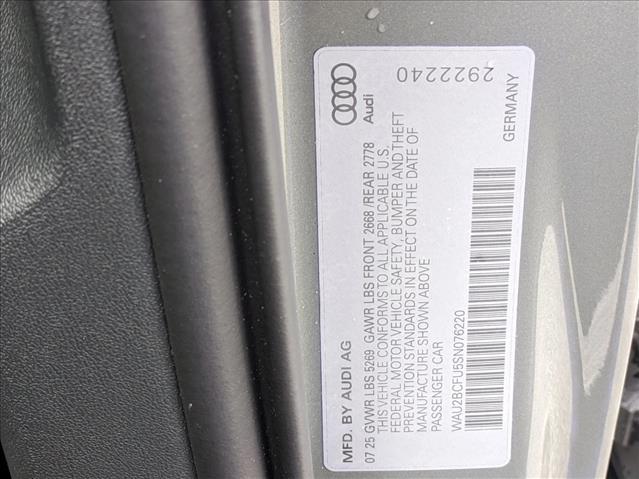 MFD. BY AUDI AG
Audi
07 25 GVWR LBS 5269 GAWR LBS FRONT 2668 /REAR 2778
THIS VEHICLE CONFORMS TO ALL APPLICABLE U.S.
FEDERAL MOTOR VEHICLE SAFETY, BUMPER AND THEFT
PREVENTION STANDARDS IN EFFECT ON THE DATE OF
MANUFACTURE SHOWN ABOVE
PASSENGER CAR
2922240
WAU2BCFU5SN076220
GERMANY